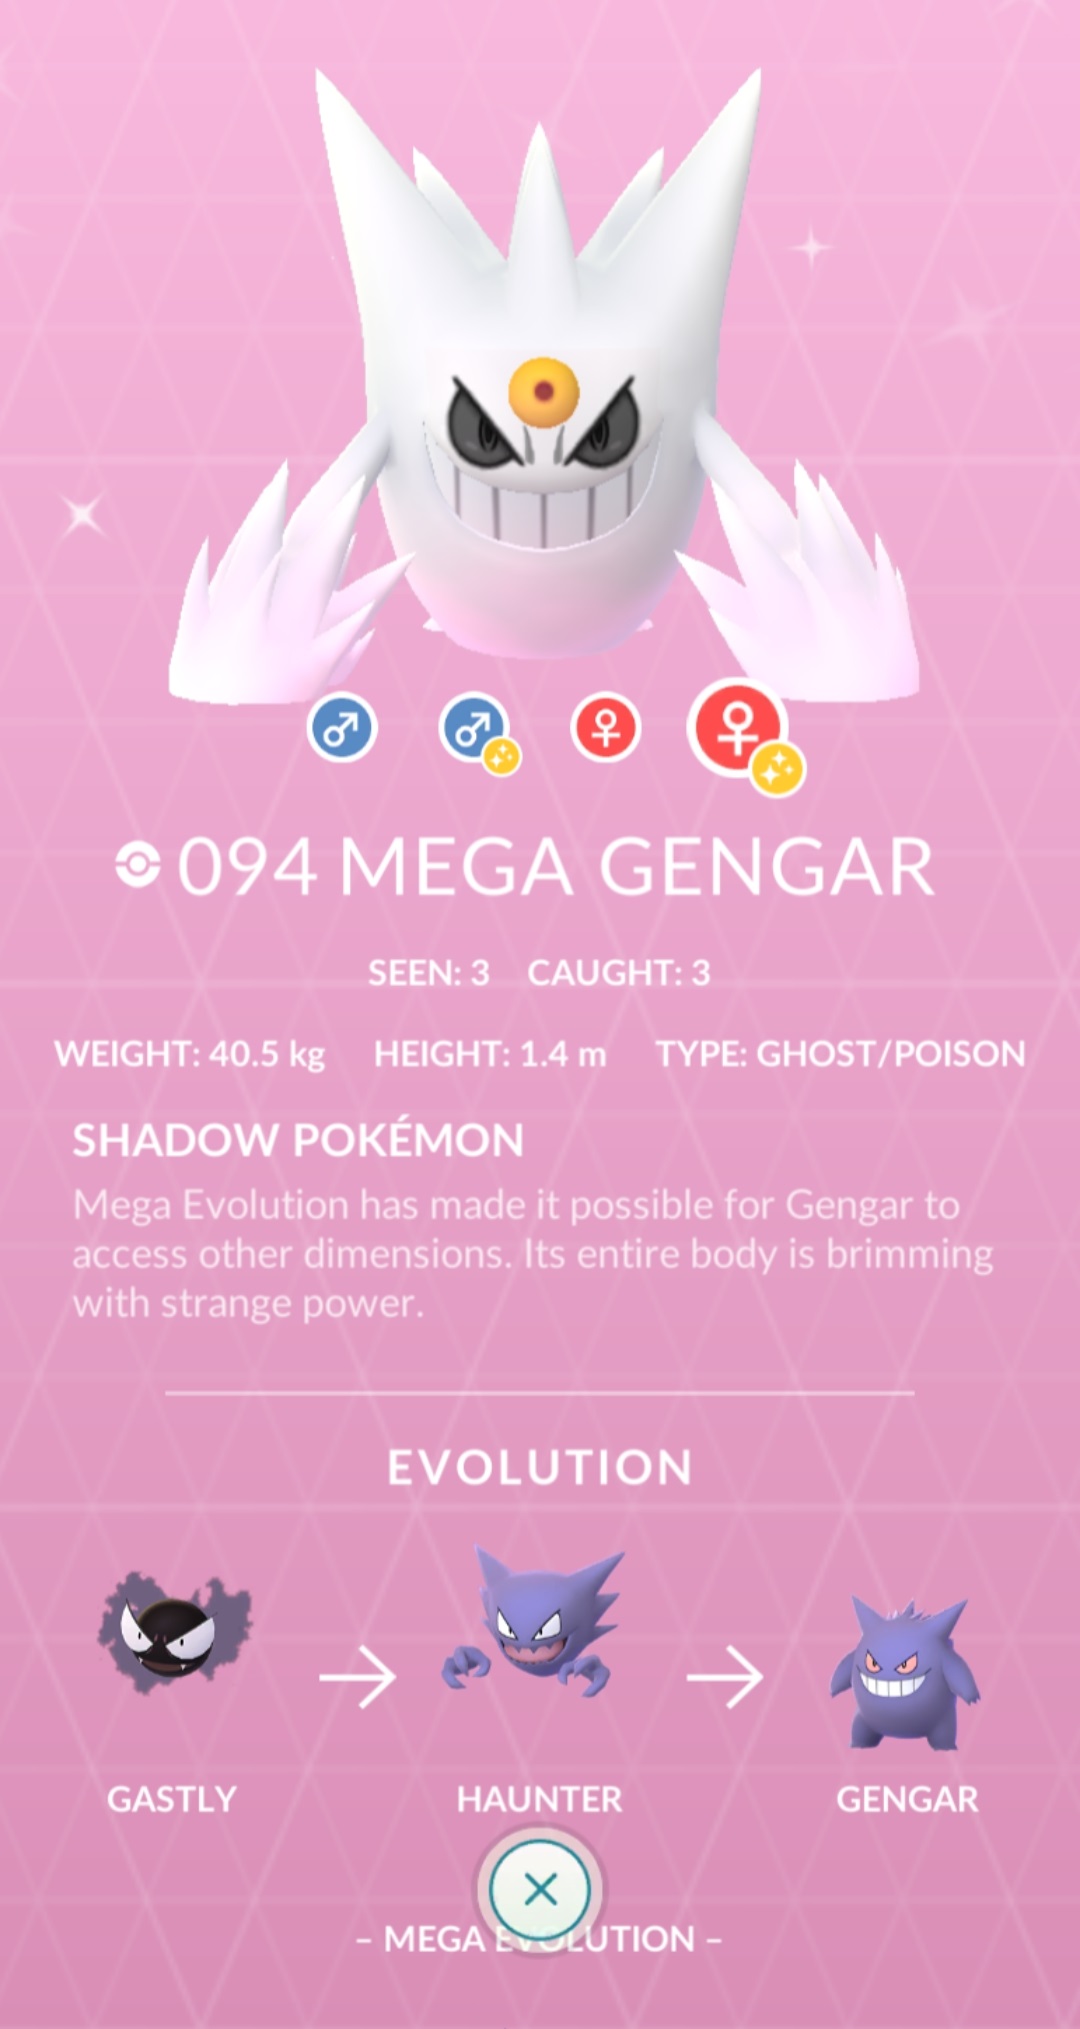 094 MEGA GENGAR
SEEN: 3 CAUGHT: 3
WEIGHT: 40.5 kg HEIGHT: 1.4 m TYPE: GHOST/POISON
SHADOW POKÉMON
Mega Evolution has made it possible for Gengar to
access other dimensions. Its entire body is brimming
with strange power.
EVOLUTION
GASTLY HAUNTER GENGAR
– MEGA EVOLUTION –